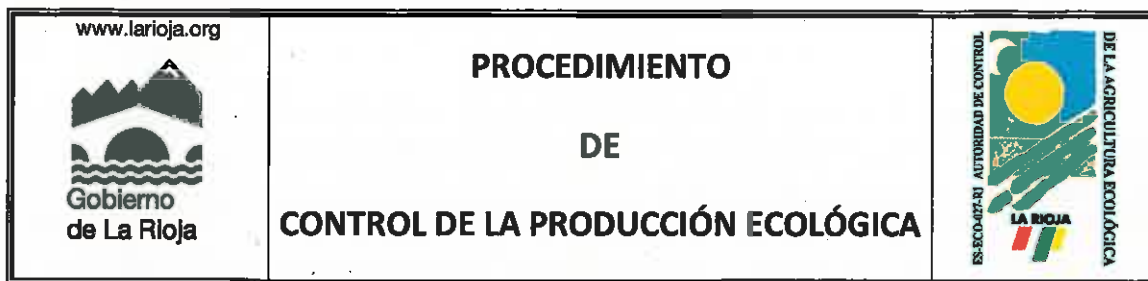 www.larioja.org
Gobierno
de La Rioja
PROCEDIMIENTO
DE
CONTROL DE LA PRODUCCIÓN ECOLÓGICA
ES-ECO-027-RI AUTORIDAD DE CONTROL
DE LA AGRICULTURA ECOLÓGICA
LA RIOJA